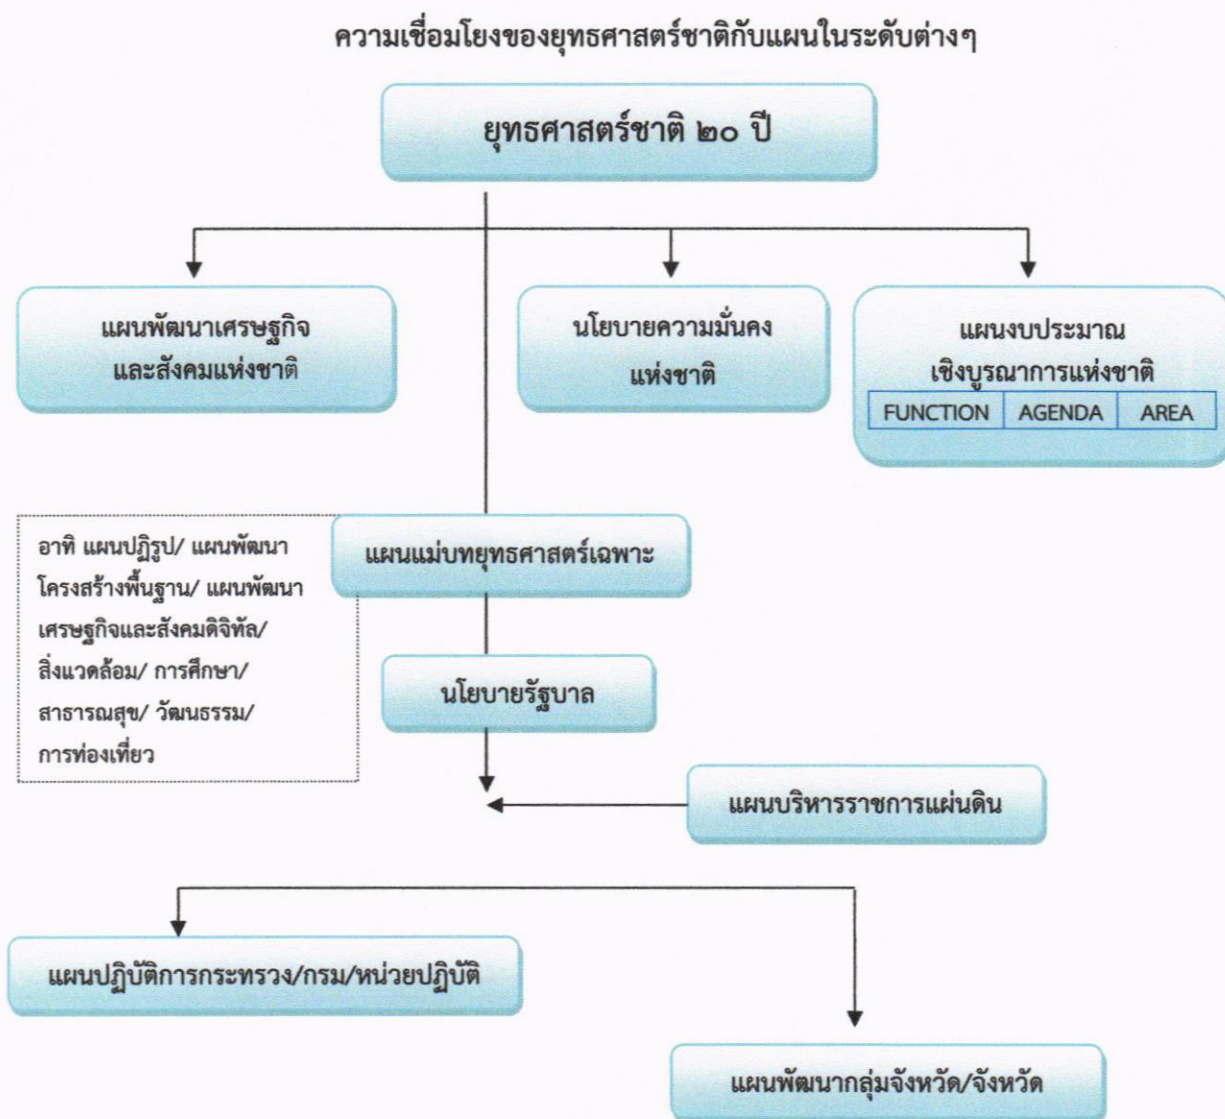 ความเชื่อมโยงของยุทธศาสตร์ชาติกับแผนในระดับต่างๆ
ยุทธศาสตร์ชาติ ๒๐ ปี
แผนพัฒนาเศรษฐกิจ
และสังคมแห่งชาติ
นโยบายความมั่นคง
แห่งชาติ
แผนงบประมาณ
เชิงบูรณาการแห่งชาติ
FUNCTION AGENDA AREA
อาทิ แผนปฏิรูป/ แผนพัฒนา
โครงสร้างพื้นฐาน/ แผนพัฒนา
เศรษฐกิจและสังคมดิจิทัล/
สิ่งแวดล้อม/ การศึกษา/
สาธารณสุข/ วัฒนธรรม/
การท่องเที่ยว
แผนแม่บทยุทธศาสตร์เฉพาะ
นโยบายรัฐบาล
แผนบริหารราชการแผ่นดิน
แผนปฏิบัติการกระทรวง/กรม/หน่วยปฏิบัติ
แผนพัฒนากลุ่มจังหวัด/จังหวัด